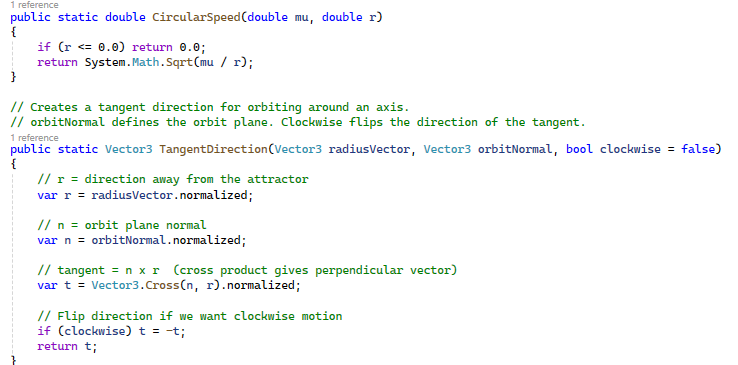 1 reference
public static double CircularSpeed(double mu, double r)
{
if (r <= 0.0) return 0.0;
return System.Math.Sqrt(mu / r);
}
// Creates a tangent direction for orbiting around an axis.
// orbitNormal defines the orbit plane. Clockwise flips the direction of the tangent.
1 reference
public static Vector3 TangentDirection(Vector3 radiusVector, Vector3 orbitNormal, bool clockwise = false)
{
// r = direction away from the attractor
var r = radiusVector.normalized;
// n = orbit plane normal
var n = orbitNormal.normalized;
// tangent = n x r  (cross product gives perpendicular vector)
var t = Vector3.Cross(n, r).normalized;
// Flip direction if we want clockwise motion
if (clockwise) t = -t;
return t;
}